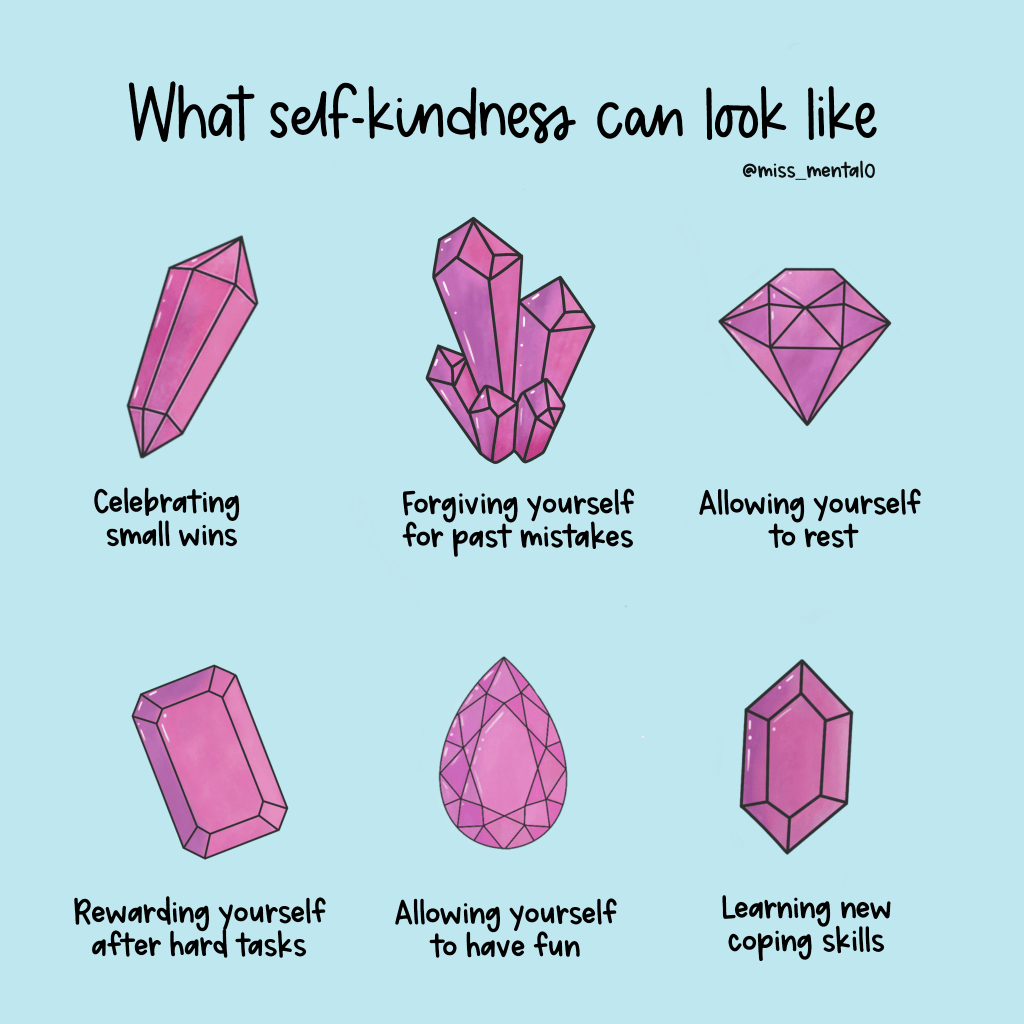 What self-kindness can look like
@miss_mental0
Celebrating
small wins
Forgiving yourself
for past mistakes
Allowing yourself
to rest
Rewarding yourself
after hard tasks
Allowing yourself
to have fun
Learning new
coping skills